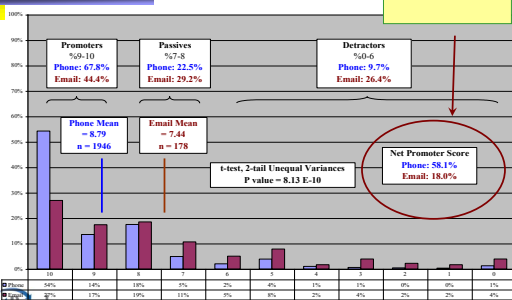 100%
90%
80%
70%
60%
50%
40%
30%
20%
10%
0%
Promoters
%9-10
Phone: 67.8%
Email: 44.4%
Passives
%7-8
Phone: 22.5%
Email: 29.2%
Detractors
%0-6
Phone: 9.7%
Email: 26.4%
Phone Mean
= 8.79
n = 1946
Email Mean
= 7.44
n = 178
t-test, 2-tail Unequal Variances
P value = 8.13 E-10
Net Promoter Score
Phone: 58.1%
Email: 18.0%
10 9 8 7 6 5 4 3 2 1 0
Phone 54% 14% 18% 5% 2% 4% 1% 1% 0% 0% 1%
Email 27% 17% 19% 11% 5% 8% 2% 4% 2% 2% 4%